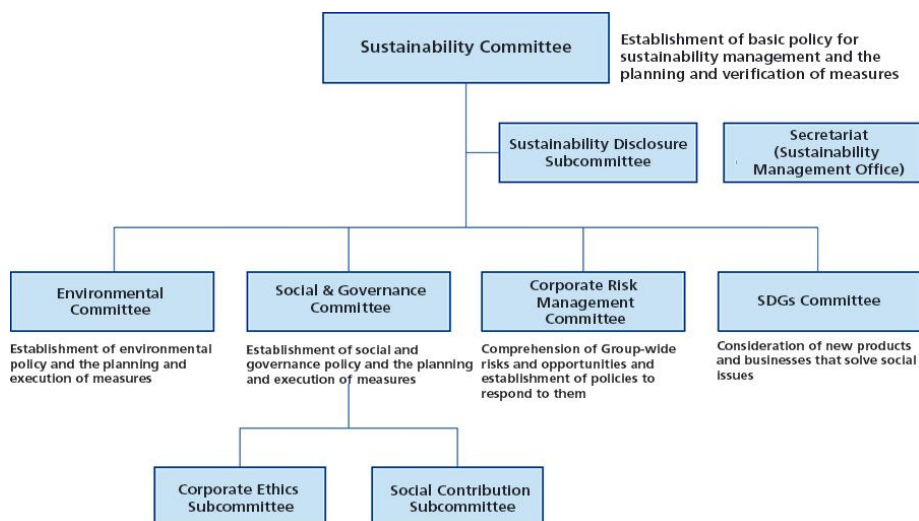 Sustainability Committee
Establishment of basic policy for
sustainability management and the
planning and verification of measures
Sustainability Disclosure
Subcommittee
Secretariat
(Sustainability
Management Office)
Environmental
Committee
Establishment of environmental
policy and the planning and
execution of measures
Social & Governance
Committee
Establishment of social and
governance policy and the planning
and execution of measures
Corporate Risk
Management
Committee
Comprehension of Group-wide
risks and opportunities and
establishment of policies to
respond to them
SDGs Committee
Consideration of new products
and businesses that solve social
issues
Corporate Ethics
Subcommittee
Social Contribution
Subcommittee